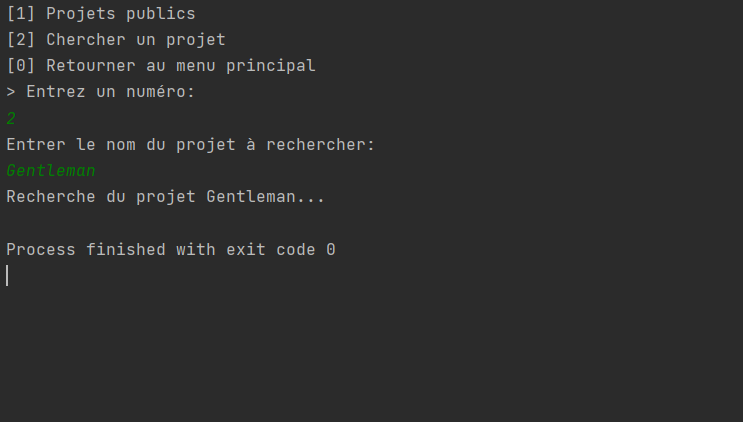 [1] Projets publics
[2] Chercher un projet
[0] Retourner au menu principal
> Entrez un numéro:
2
Entrer le nom du projet à rechercher:
Gentleman
Recherche du projet Gentleman...
Process finished with exit code 0